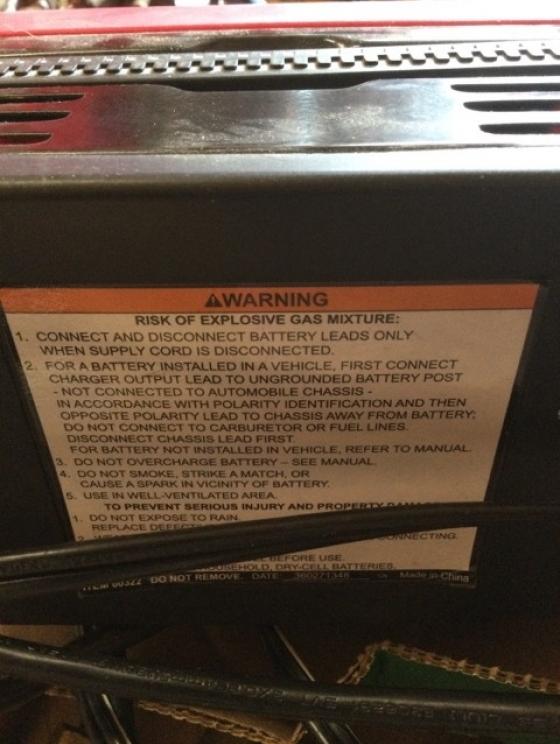 WARNING
RISK OF EXPLOSIVE GAS MIXTURE:
1. CONNECT AND DISCONNECT BATTERY LEADS ONLY
WHEN SUPPLY CORD IS DISCONNECTED.
2. FOR A BATTERY INSTALLED IN A VEHICLE, FIRST CONNECT
CHARGER OUTPUT LEAD TO UNGROUNDED BATTERY POST
- NOT CONNECTED TO AUTOMOBILE CHASSIS -
IN ACCORDANCE WITH POLARITY IDENTIFICATION AND THEN
OPPOSITE POLARITY LEAD TO CHASSIS AWAY FROM BATTERY;
DO NOT CONNECT TO CARBURETOR OR FUEL LINES.
DISCONNECT CHASSIS LEAD FIRST.
FOR BATTERY NOT INSTALLED IN VEHICLE, REFER TO MANUAL.
3. DO NOT OVERCHARGE BATTERY – SEE MANUAL.
4. DO NOT SMOKE, STRIKE A MATCH, OR
CAUSE A SPARK IN VICINITY OF BATTERY.
5. USE IN WELL-VENTILATED AREA.
TO PREVENT SERIOUS INJURY AND PROPERTY
1. DO NOT EXPOSE TO RAIN.
REPLACE
BEFORE USE.
DRY-CELL BATTERIES.
DO NOT REMOVE. DATE: 360271348 Made in China